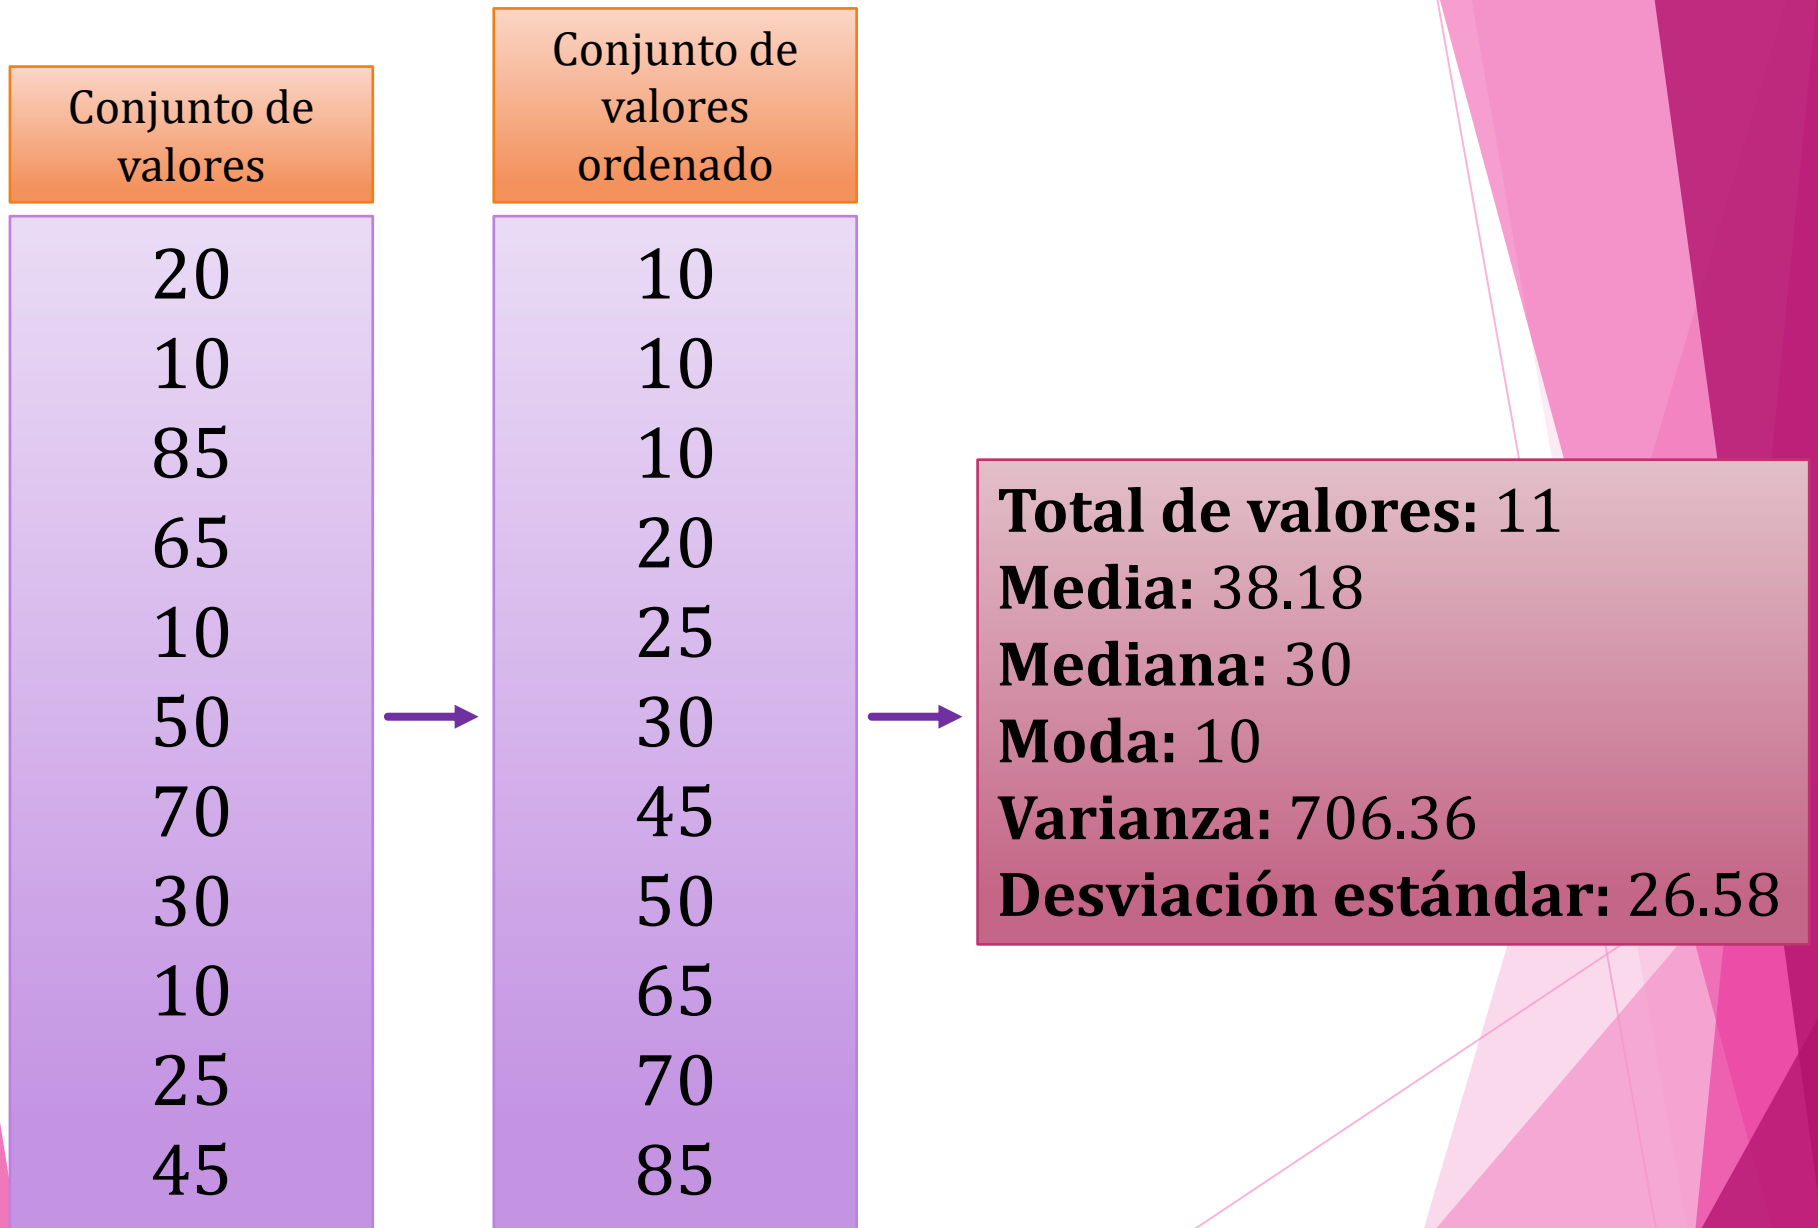 Conjunto de
valores
20
10
85
65
10
50
70
30
10
25
45
Conjunto de
valores
ordenado
10
10
10
20
25
30
45
50
65
70
85
Total de valores: 11
Media: 38.18
Mediana: 30
Moda: 10
Varianza: 706.36
Desviación estándar: 26.58